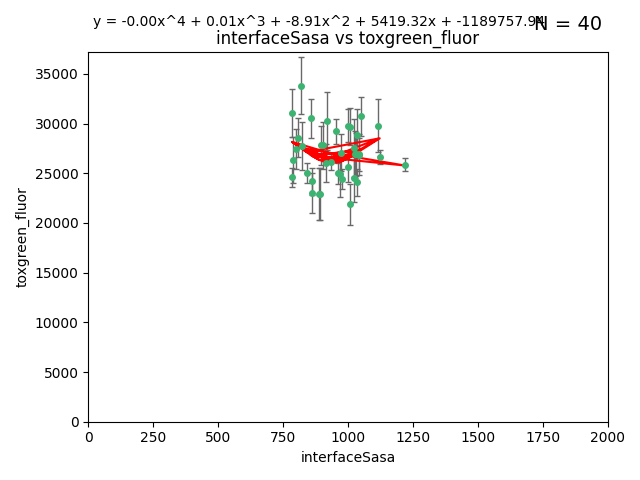 y = -0.00x^4 + 0.01x^3 + -8.91x^2 + 5419.32x + -1189757.94
N = 40
interfaceSasa vs toxgreen_fluor
35000
30000
25000
20000
15000
10000
5000
0
toxgreen_fluor
0 250 500 750 1000 1250 1500 1750 2000
interfaceSasa